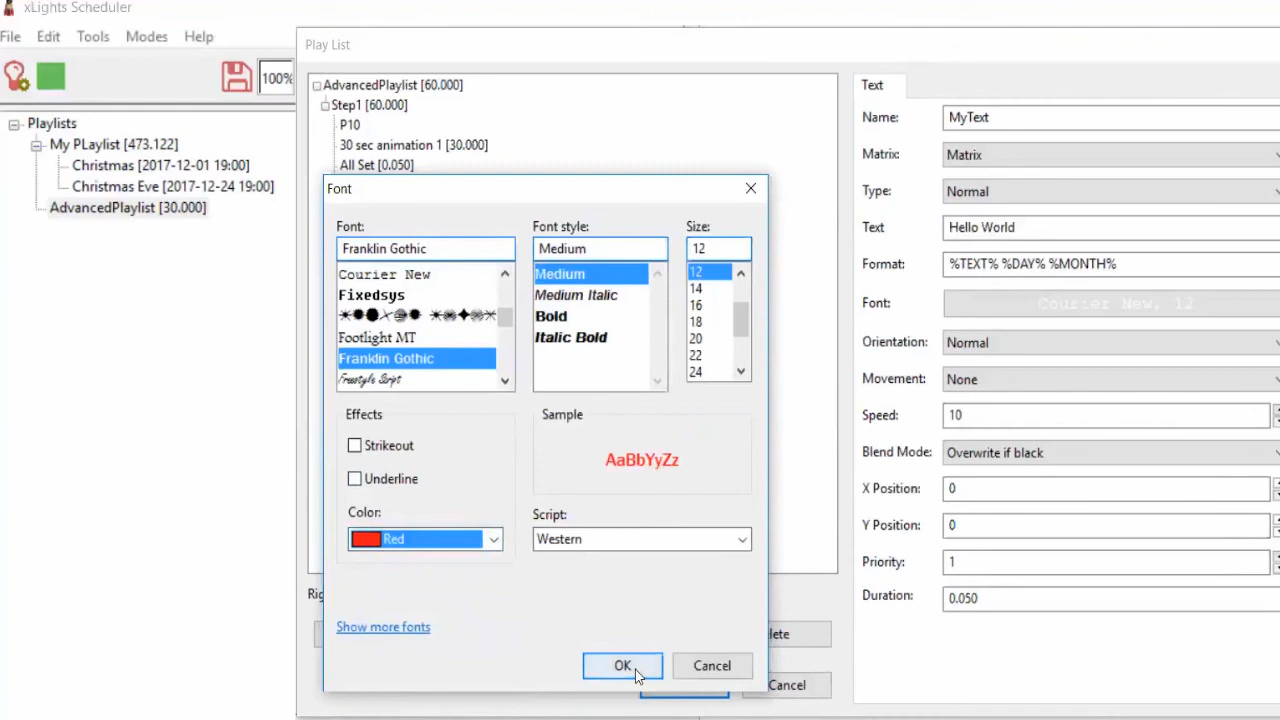 xLights Scheduler
File Edit Tools Modes Help
100%
Playlists
My PLaylist [473.122]
Christmas [2017-12-01 19:00]
Christmas Eve [2017-12-24 19:00]
AdvancedPlaylist [30.000]
Play List
AdvancedPlaylist [60.000]
Step1 [60.000]
P10
30 sec animation 1 [30.000]
All Set [0.050]
Font
Font:
Franklin Gothic
Courier New
Fixedsys
Footlight MT
Franklin Gothic
Freestyle Script
Font style:
Medium
Medium
Medium Italic
Bold
Italic Bold
Size:
12
12
14
16
18
20
22
24
Effects
Strikeout
Underline
Color:
Red
Sample
AaBbYyZz
Script:
Western
Show more fonts
OK Cancel
Cancel
Text
Name: MyText
Matrix: Matrix
Type: Normal
Text Hello World
Format: %TEXT% %DAY% %MONTH%
Font: Courier New, 12
Orientation: Normal
Movement: None
Speed: 10
Blend Mode: Overwrite if black
X Position: 0
Y Position: 0
Priority: 1
Duration: 0.050